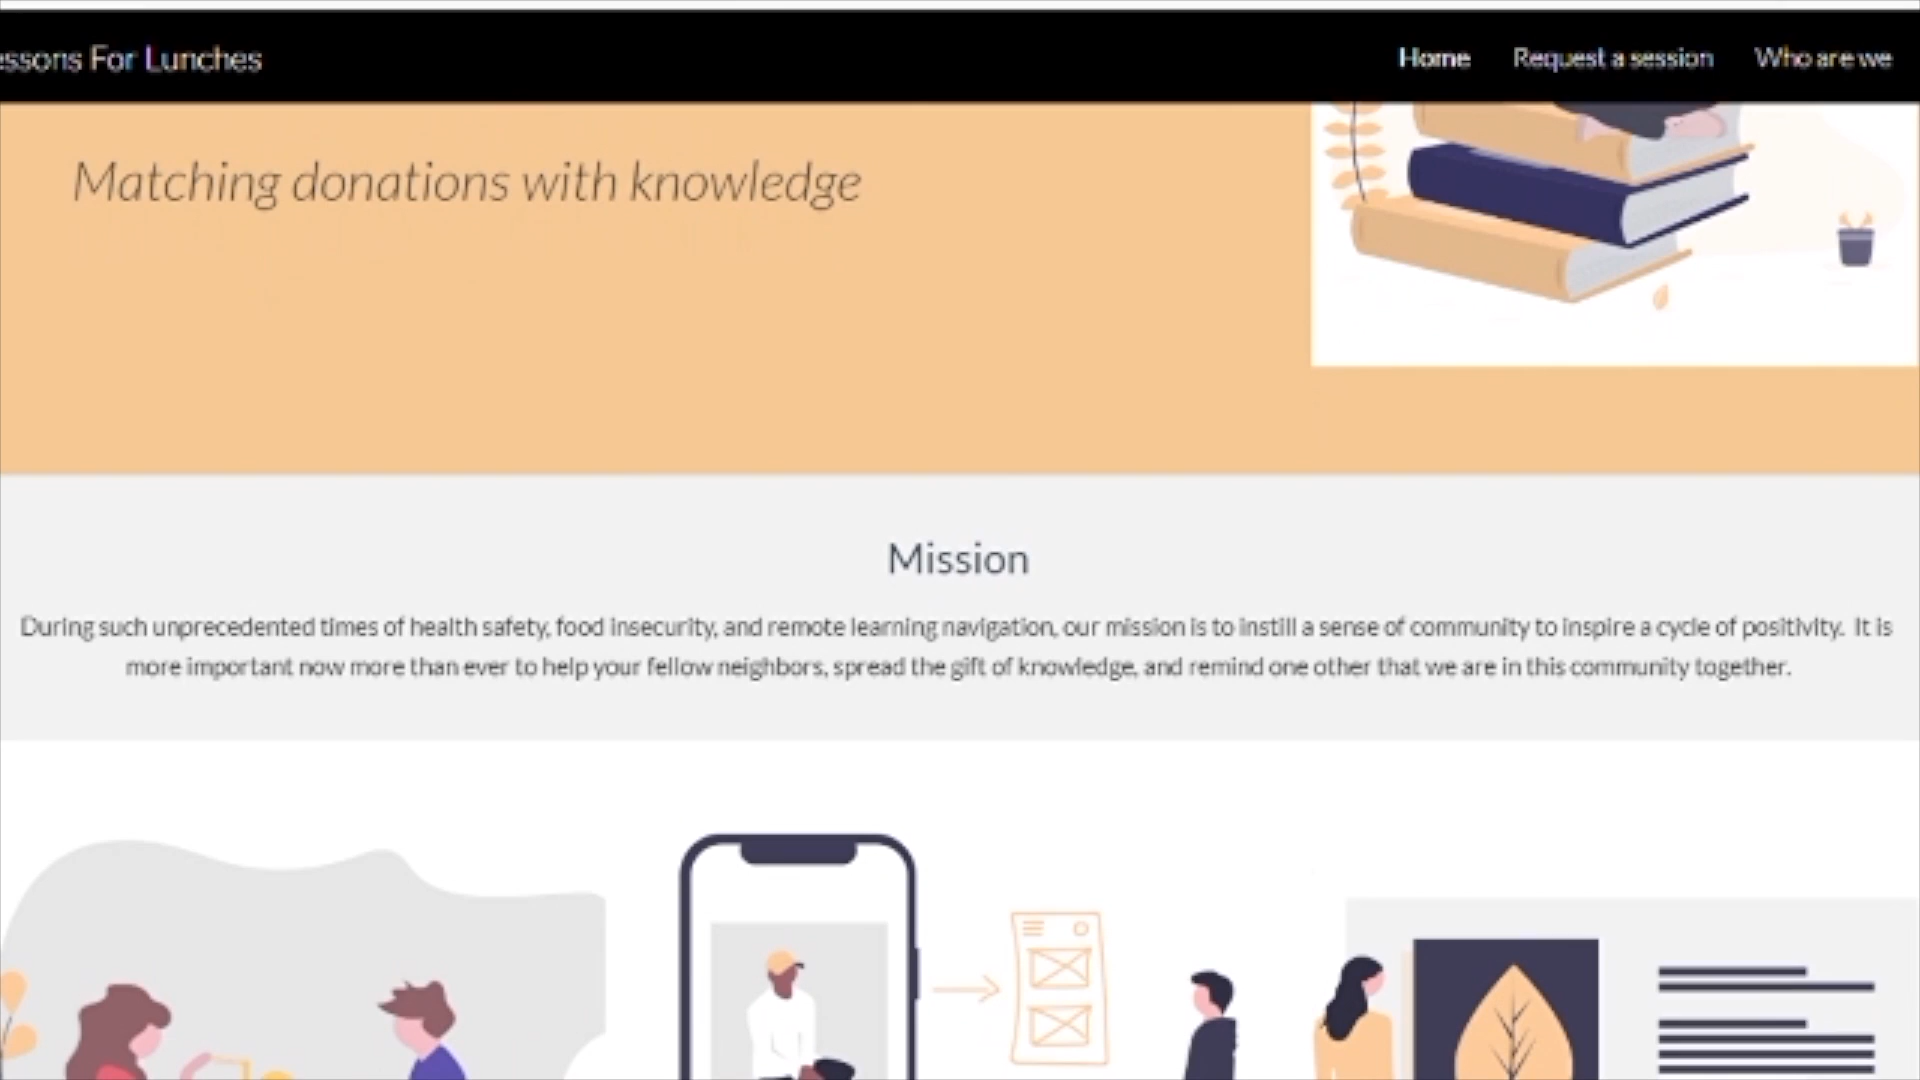 essons For Lunches
Home Request a session Who are we
Matching donations with knowledge
Mission
During such unprecedented times of health safety, food insecurity, and remote learning navigation, our mission is to instill a sense of community to inspire a cycle of positivity. It is
more important now more than ever to help your fellow neighbors, spread the gift of knowledge, and remind one other that we are in this community together.